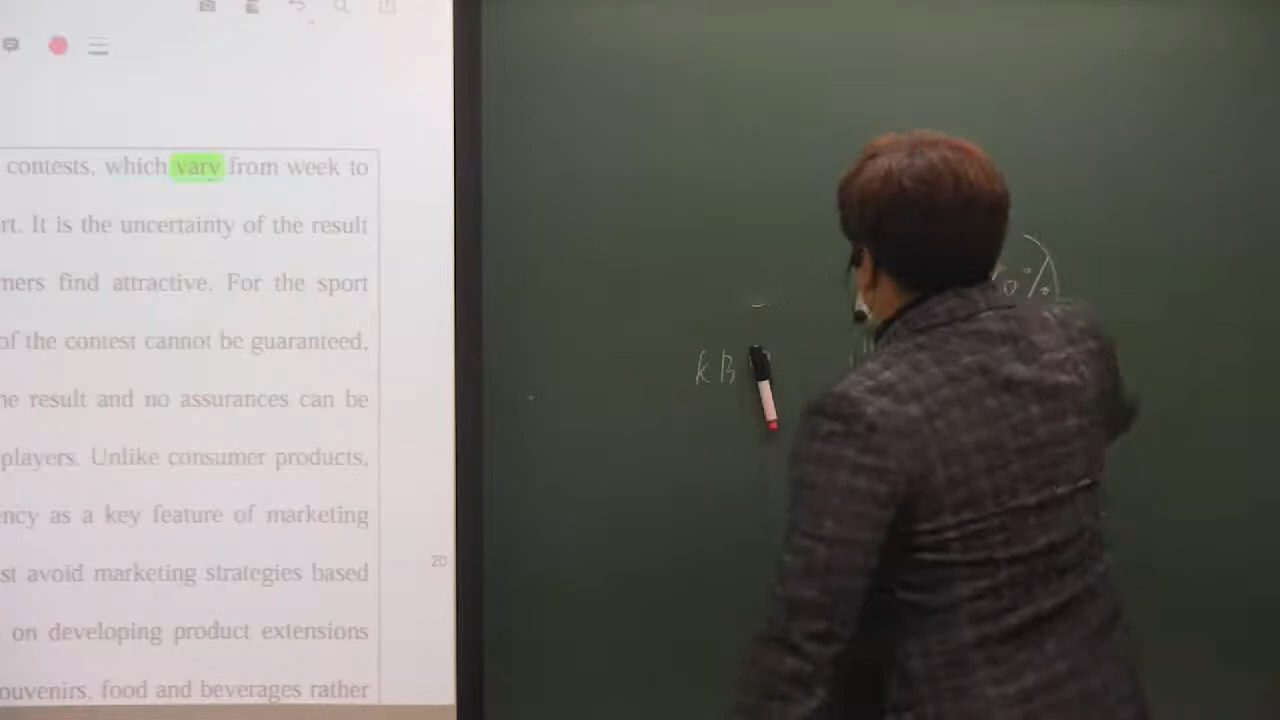 contests, which vary from week to
rt. It is the uncertainty of the result
ners find attractive. For the sport
of the contest cannot be guaranteed,
he result and no assurances can be
players. Unlike consumer products,
ency as a key feature of marketing
st avoid marketing strategies based
on developing product extensions
ouvenirs, food and beverages rather
20
KB
0%)